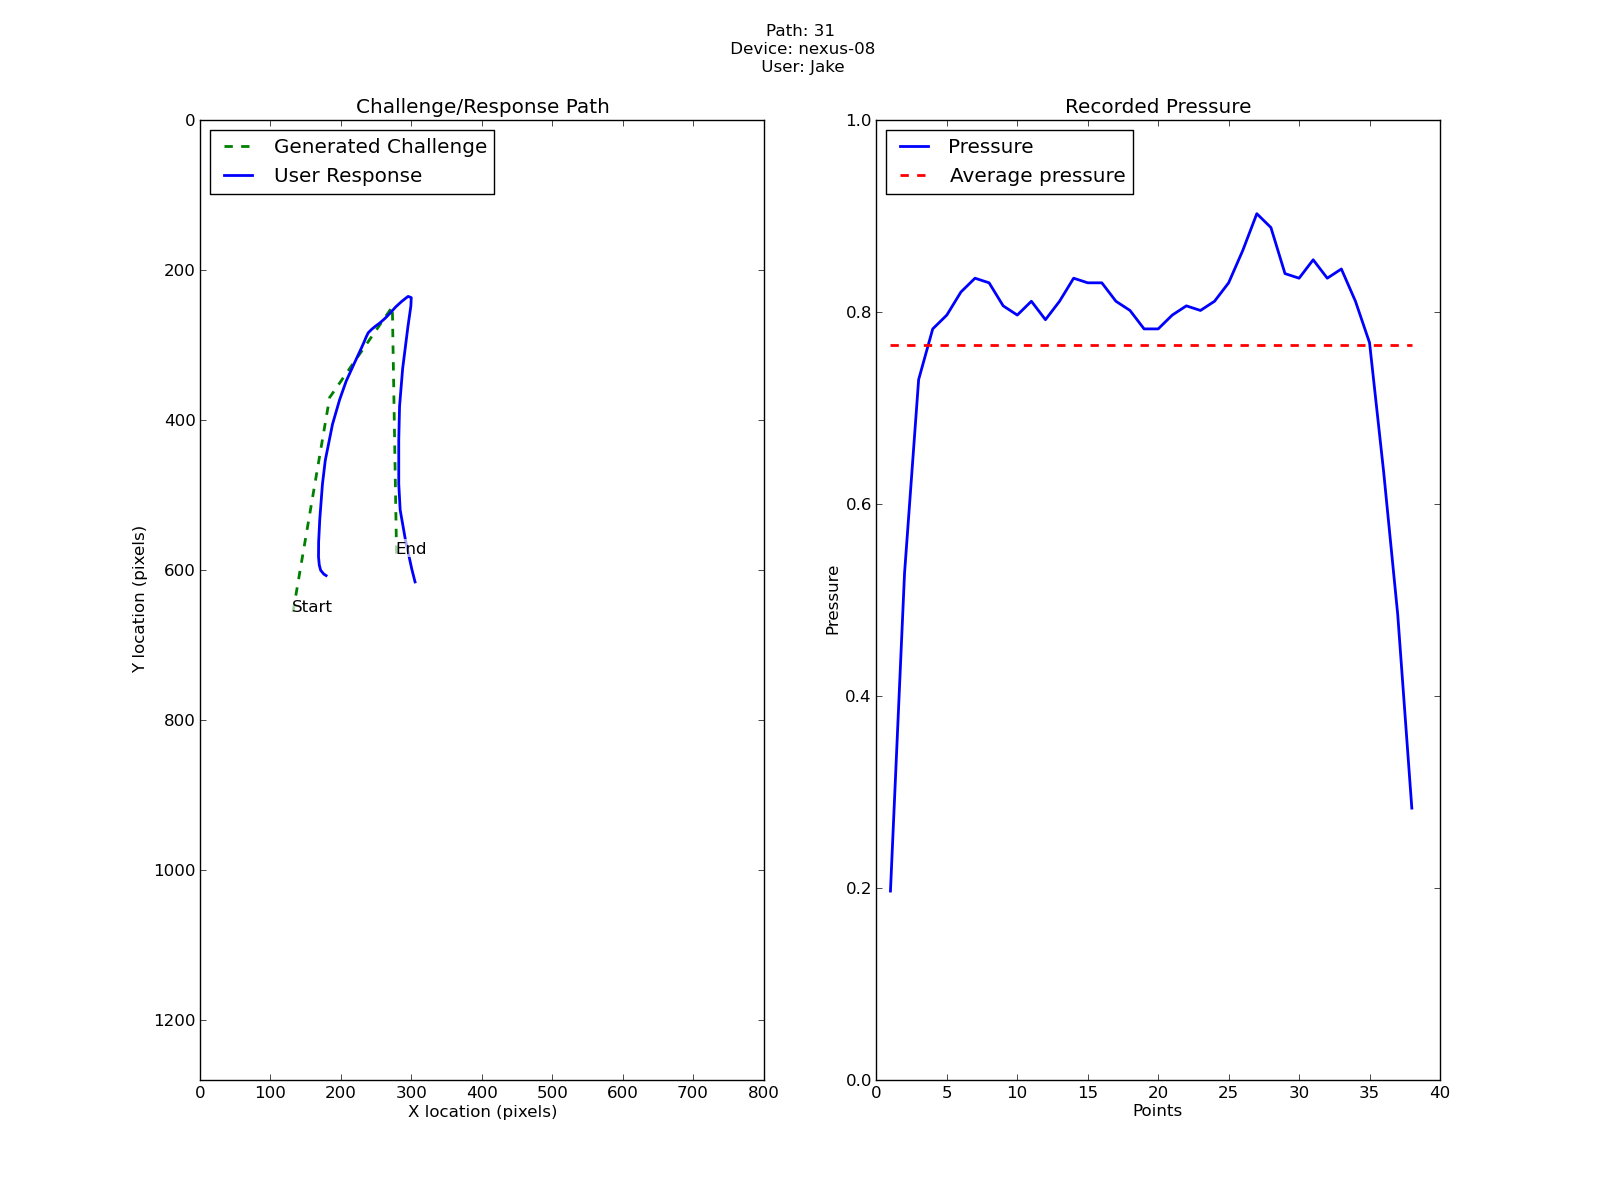 Path: 31
Device: nexus-08
User: Jake
Challenge/Response Path
Generated Challenge
User Response
0
200
400
600
800
1000
1200
Y location (pixels)
Start
End
0 100 200 300 400 500 600 700 800
X location (pixels)
Recorded Pressure
Pressure
Average pressure
1.0
0.8
0.6
0.4
0.2
0.0
Pressure
0 5 10 15 20 25 30 35 40
Points